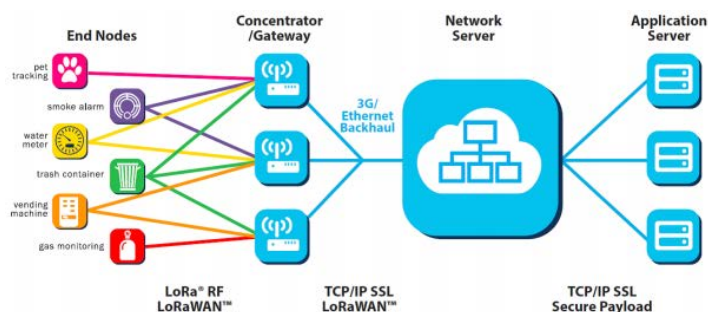 End Nodes
Concentrator
/Gateway
Network
Server
Application
Server
pet
tracking
smoke alarm
water
meter
trash container
vending
machine
gas monitoring
3G/
Ethernet
Backhaul
LoRa® RF
LoRaWAN™
TCP/IP SSL
LoRaWAN™
TCP/IP SSL
Secure Payload